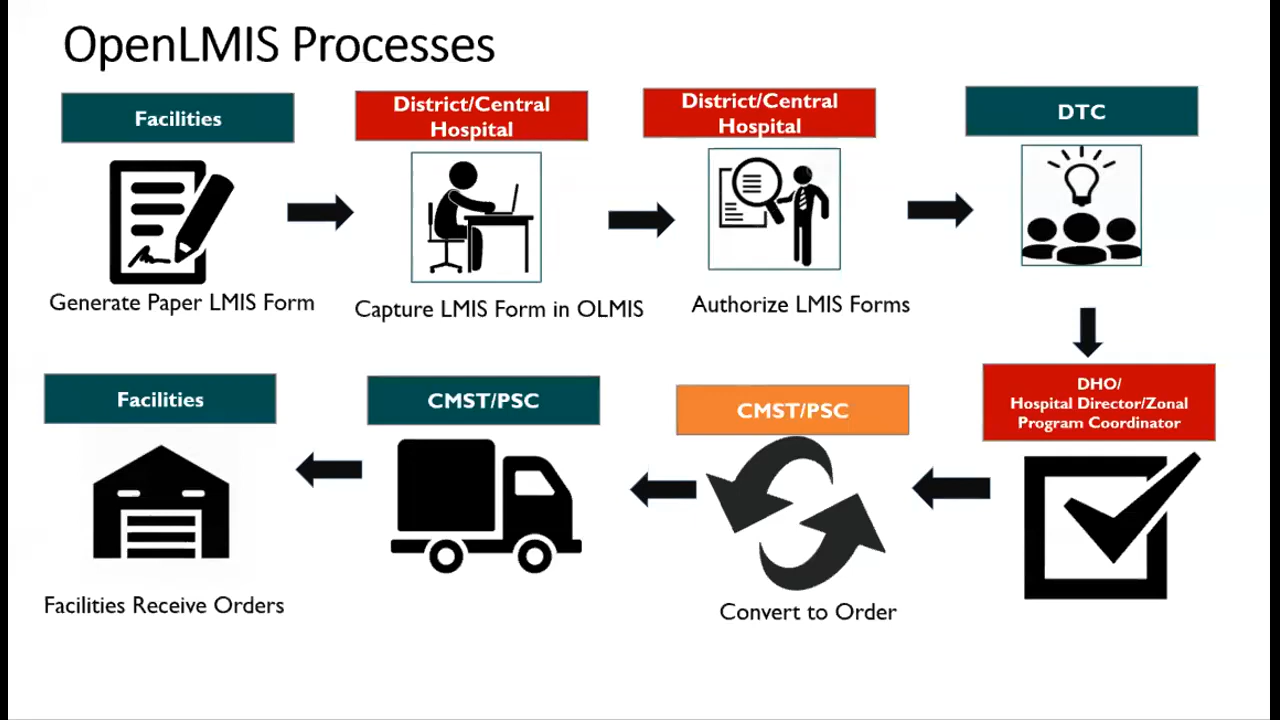 OpenLMIS Processes
Facilities
District/Central
Hospital
District/Central
Hospital
DTC
Generate Paper LMIS Form
Capture LMIS Form in OLMIS
Authorize LMIS Forms
DHO/
Hospital Director/Zonal
Program Coordinator
CMST/PSC
CMST/PSC
Facilities
Convert to Order
Facilities Receive Orders